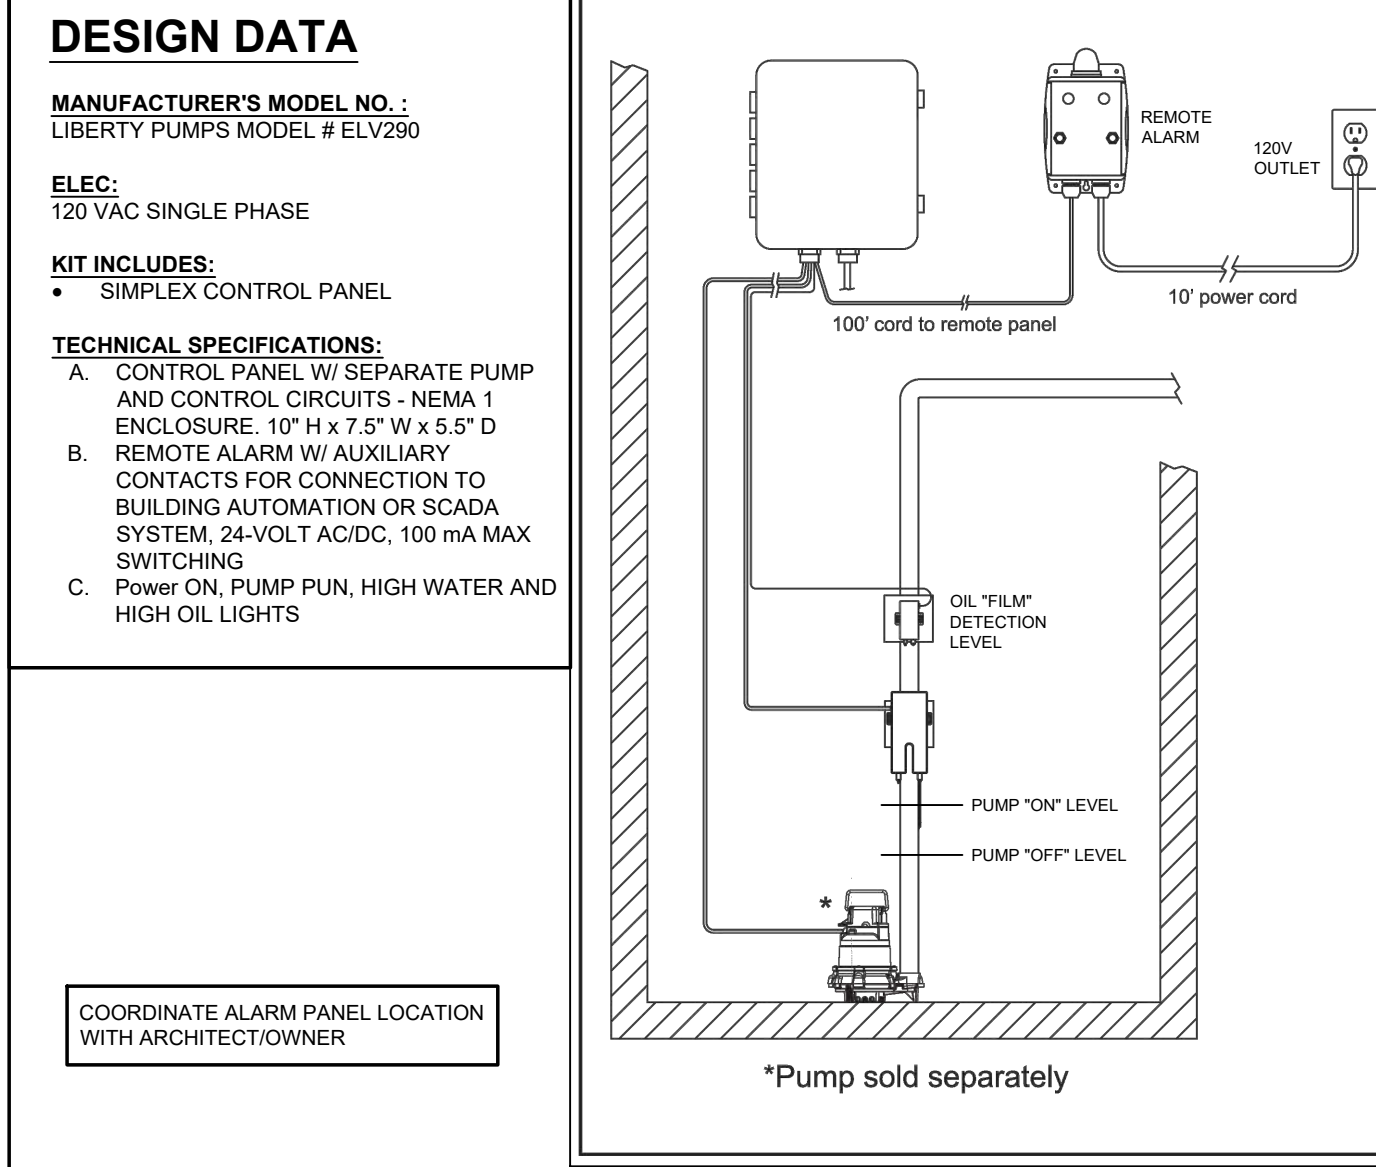 DESIGN DATA
MANUFACTURER'S MODEL NO. :
LIBERTY PUMPS MODEL # ELV290
ELEC:
120 VAC SINGLE PHASE
KIT INCLUDES:
• SIMPLEX CONTROL PANEL
TECHNICAL SPECIFICATIONS:
A. CONTROL PANEL W/ SEPARATE PUMP
AND CONTROL CIRCUITS - NEMA 1
ENCLOSURE. 10" H x 7.5" W x 5.5" D
B. REMOTE ALARM W/ AUXILIARY
CONTACTS FOR CONNECTION TO
BUILDING AUTOMATION OR SCADA
SYSTEM, 24-VOLT AC/DC, 100 mA MAX
SWITCHING
C. Power ON, PUMP PUN, HIGH WATER AND
HIGH OIL LIGHTS
COORDINATE ALARM PANEL LOCATION
WITH ARCHITECT/OWNER
REMOTE
ALARM
120V
OUTLET
10' power cord
100' cord to remote panel
OIL "FILM"
DETECTION
LEVEL
PUMP "ON" LEVEL
PUMP "OFF" LEVEL
*
*Pump sold separately